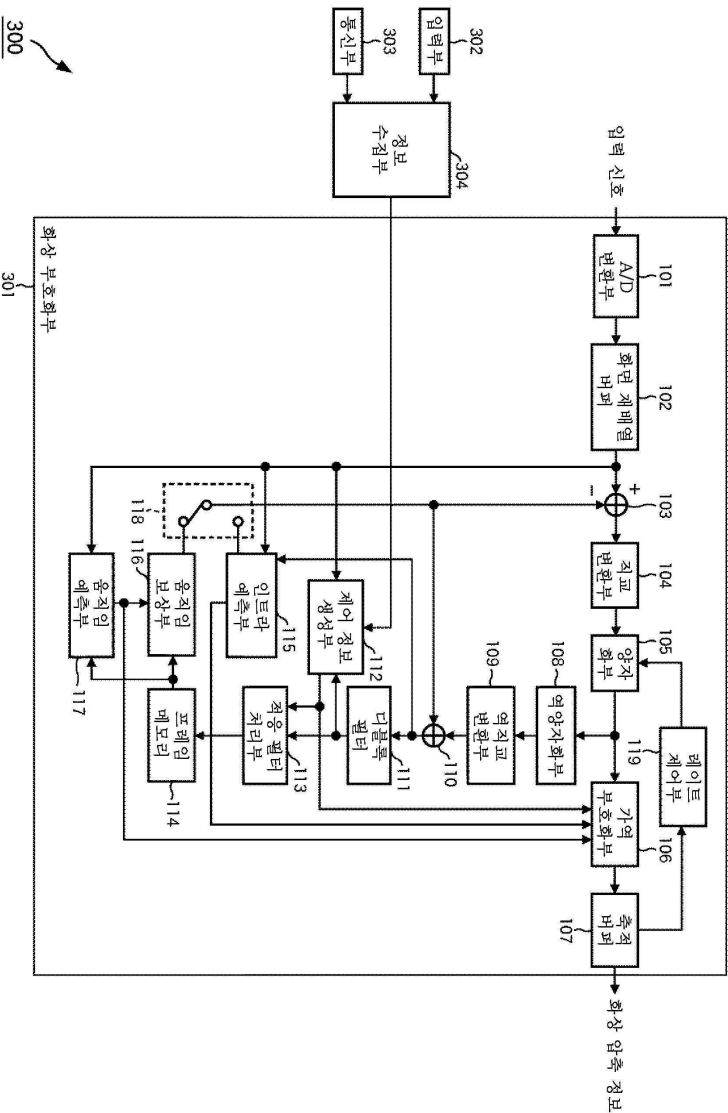 300
302
입력부
303
통신부
304
정보
수집부
입력 신호
화상 부호화부
301
101
A/D
변환부
102
화면 재배열
버퍼
+
−
103
104
직교
변환부
105
양자
화부
119
레이트
제어부
106
가역
부호화부
107
축적
버퍼
화상 압축 정보
108
역양자화부
109
역직교
변환부
110
111
디블록
필터
112
제어 정보
생성부
113
적응 필터
처리부
114
프레임
메모리
115
인트라
예측부
116
움직임
보상부
117
움직임
예측부
118